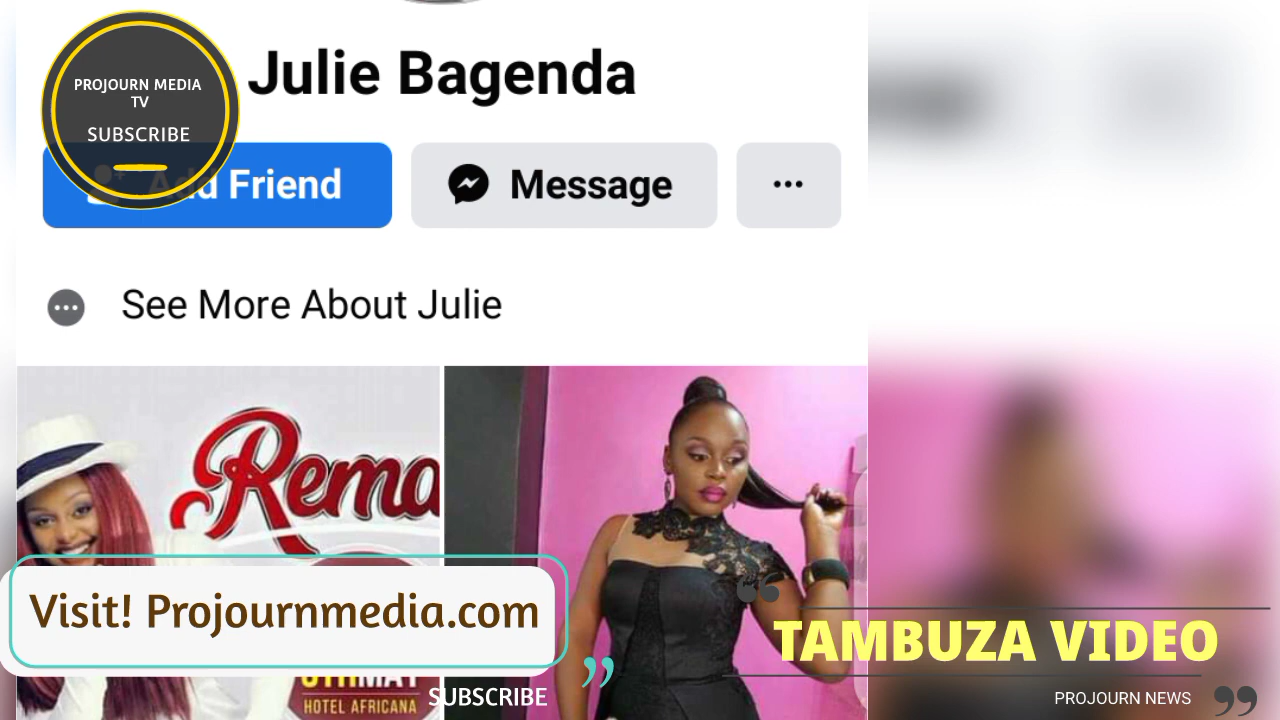 PROJOURN MEDIA
TV
SUBSCRIBE
Julie Bagenda
Add Friend
Message
See More About Julie
Rema
Visit! Projournmedia.com
HOTEL AFRICANA
SUBSCRIBE
TAMBUZA VIDEO
PROJOURN NEWS